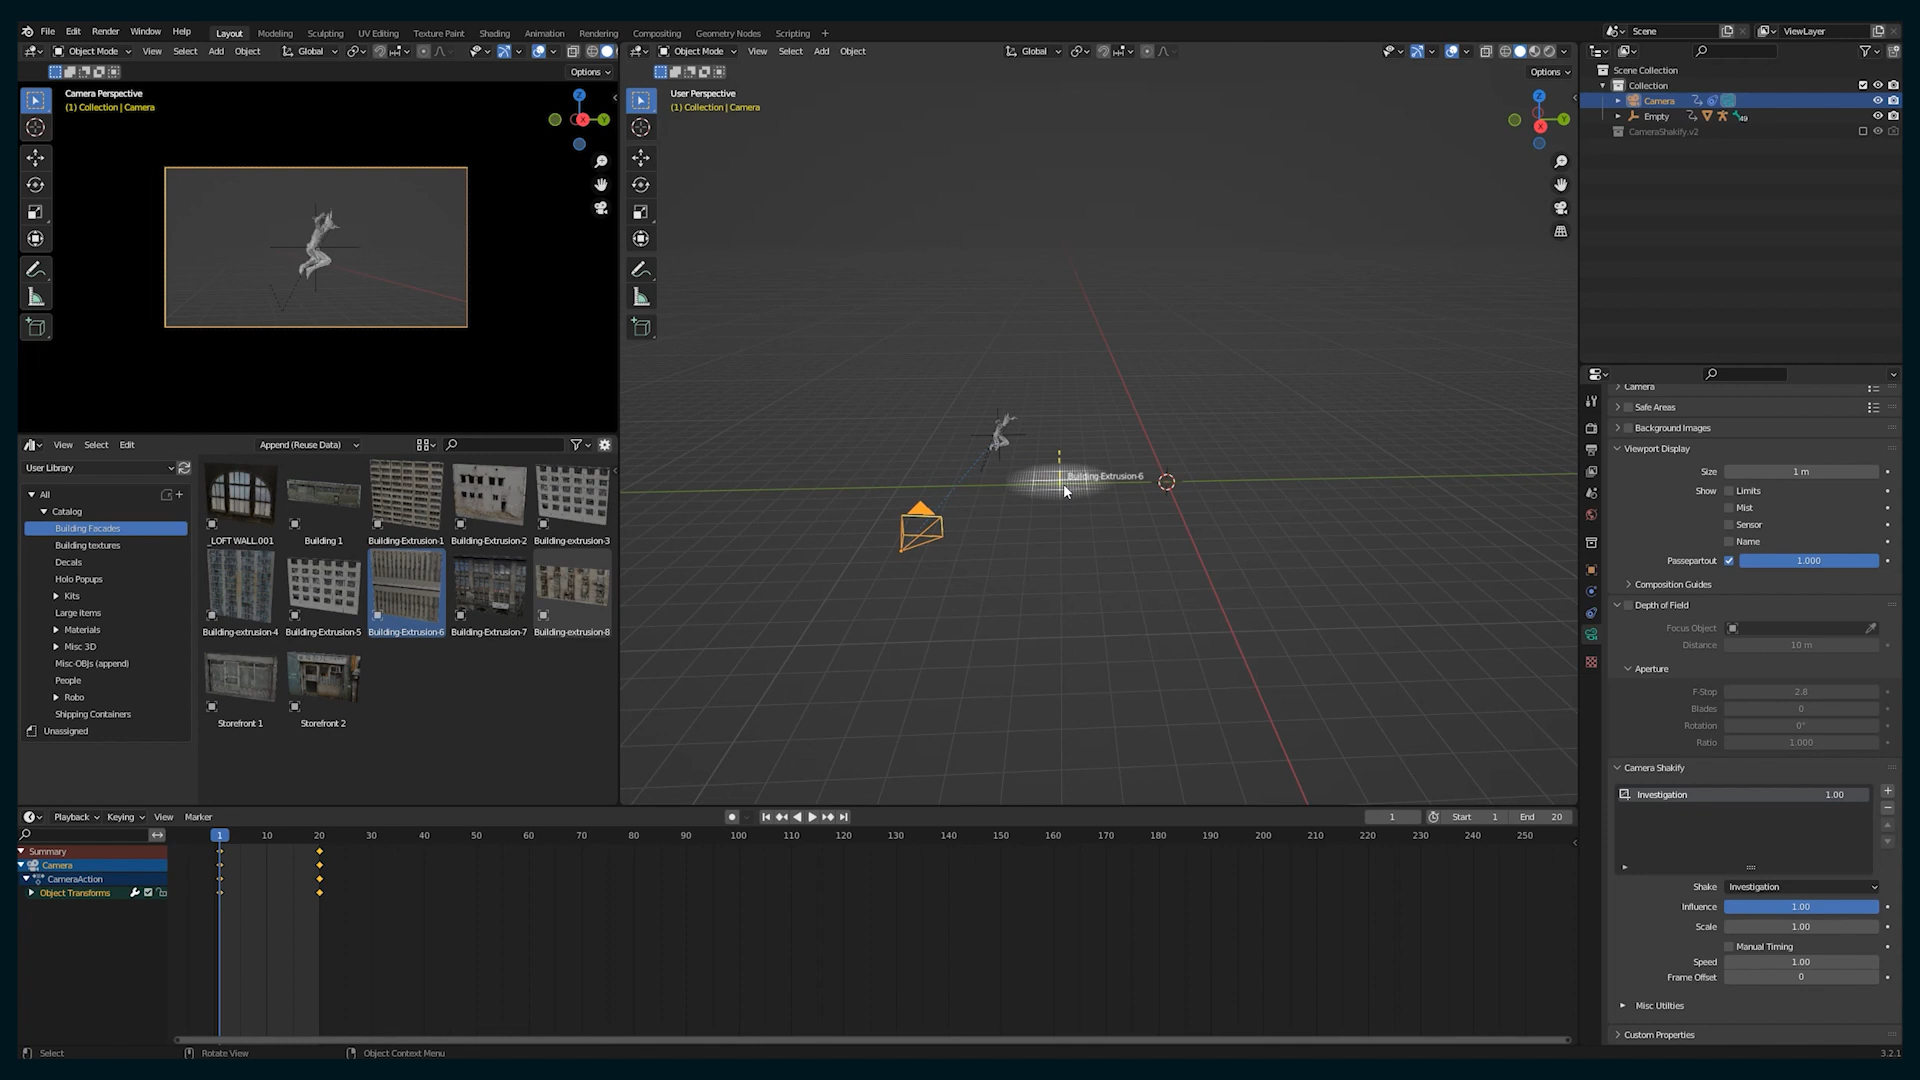 File Edit Render Window Help Layout Modeling Sculpting UV Editing Texture Paint Shading Animation Rendering Compositing Geometry Nodes Scripting + Scene ViewLayer
Object Mode View Select Add Object Global
Object Mode View Select Add Object Global
Options
Options
Camera Perspective
(1) Collection | Camera
User Perspective
(1) Collection | Camera
Z
X
Y
Z
X
Y
Scene Collection
Collection
Camera
Empty
49
CameraShakify.v2
Building-Extrusion-6
Camera
Safe Areas
Background Images
Viewport Display
Size 1 m
Show Limits
Mist
Sensor
Name
Passepartout 1.000
Composition Guides
Depth of Field
Focus Object
Distance 10 m
Aperture
F-Stop 2.8
Blades 0
Rotation 0°
Ratio 1.000
Camera Shakify
Investigation 1.00
Shake Investigation
Influence 1.00
Scale 1.00
Manual Timing
Speed 1.00
Frame Offset 0
Misc Utilties
Custom Properties
View Select Edit Append (Reuse Data)
User Library
All
Catalog
Building Facades
Building textures
Decals
Holo Popups
Kits
Large items
Materials
Misc 3D
Misc-OBJs (append)
People
Robo
Shipping Containers
Unassigned
_LOFT WALL.001 Building 1 Building-Extrusion-1 Building-Extrusion-2 Building-extrusion-3
Building-extrusion-4 Building-Extrusion-5 Building-Extrusion-6 Building-Extrusion-7 Building-extrusion-8
Storefront 1 Storefront 2
Playback Keying View Marker 1 Start 1 End 20
1 10 20 30 40 50 60 70 80 90 100 110 120 130 140 150 160 170 180 190 200 210 220 230 240 250
Summary
Camera
CameraAction
Object Transforms
Select Rotate View Object Context Menu 3.2.1